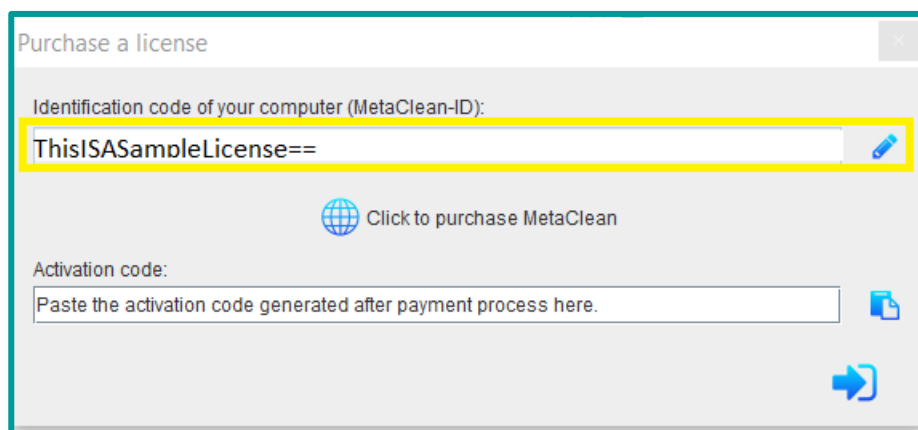 Purchase a license
Identification code of your computer (MetaClean-ID):
ThisISASampleLicense==
Click to purchase MetaClean
Activation code:
Paste the activation code generated after payment process here.